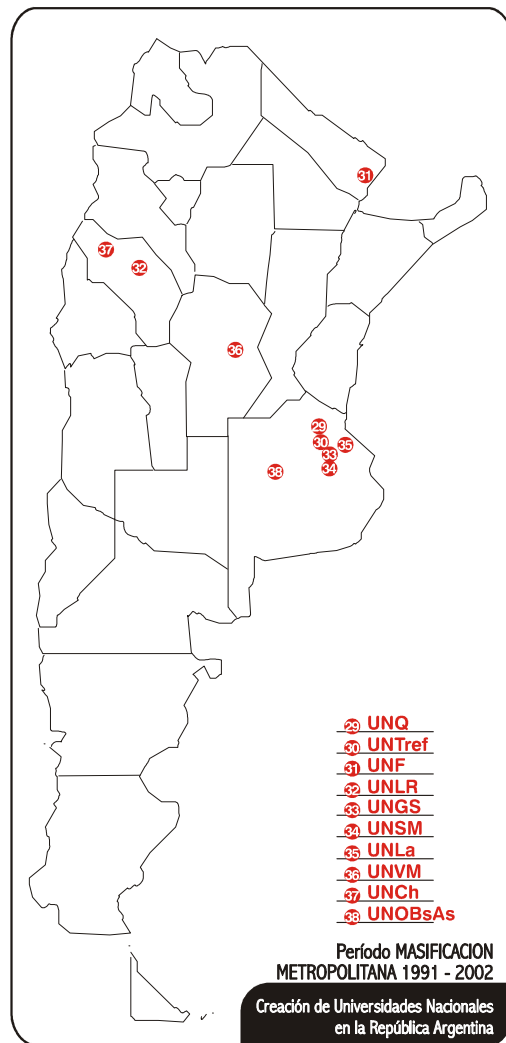 31
37
32
36
29
30
35
33
34
38
29 UNQ
30 UNTref
31 UNF
32 UNLR
33 UNGS
34 UNSM
35 UNLa
36 UNVM
37 UNCh
38 UNOBsAs
Período MASIFICACION
METROPOLITANA 1991 - 2002
Creación de Universidades Nacionales
en la República Argentina